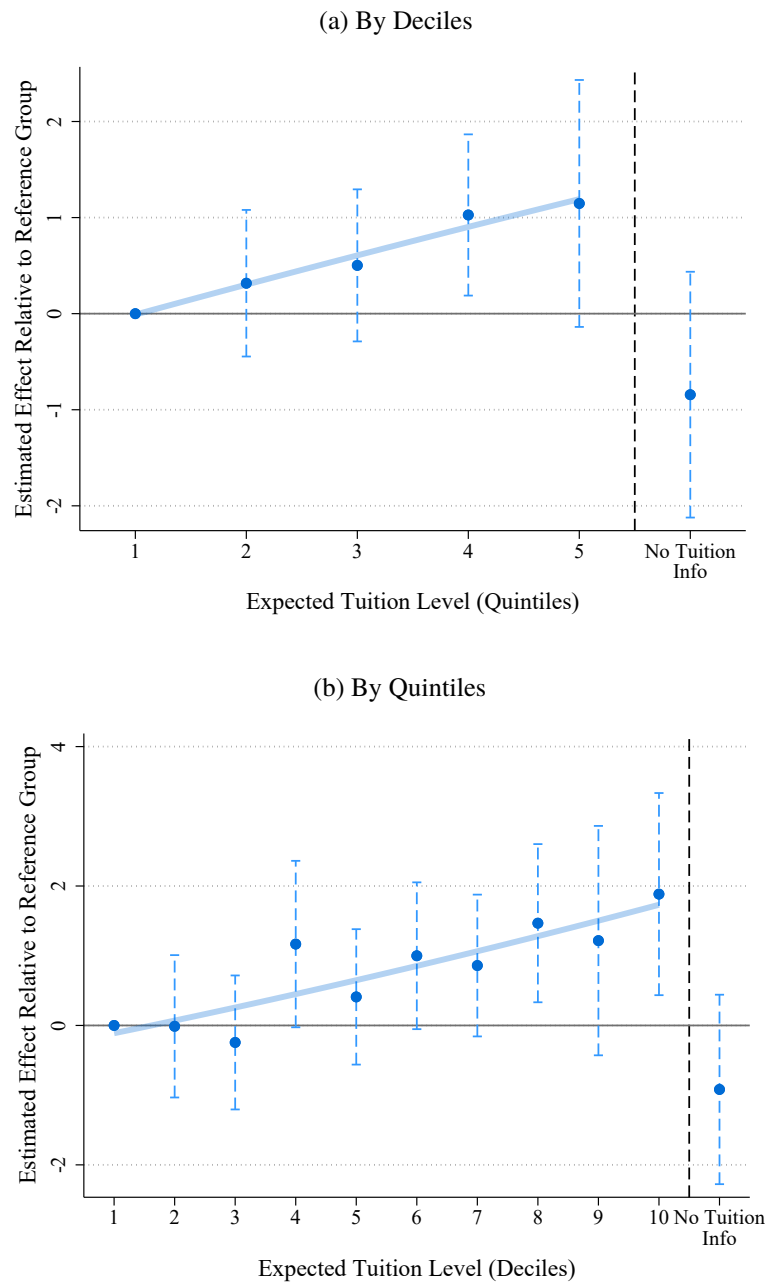 (a) By Deciles
Estimated Effect Relative to Reference Group
2
1
0
-1
-2
1 2 3 4 5 No Tuition
Info
Expected Tuition Level (Quintiles)
(b) By Quintiles
Estimated Effect Relative to Reference Group
4
2
0
-2
1 2 3 4 5 6 7 8 9 10 No Tuition
Info
Expected Tuition Level (Deciles)